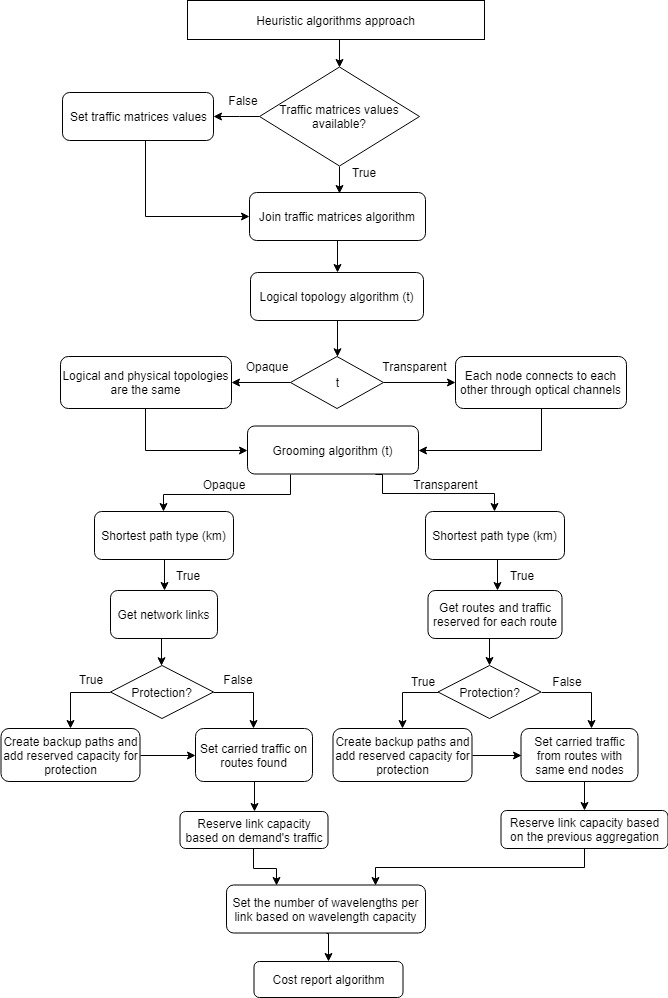 Heuristic algorithms approach
False
Traffic matrices values
available?
Set traffic matrices values
True
Join traffic matrices algorithm
Logical topology algorithm (t)
Opaque
Transparent
Logical and physical topologies
are the same
t
Each node connects to each
other through optical channels
Grooming algorithm (t)
Opaque
Transparent
Shortest path type (km)
Shortest path type (km)
True
True
Get network links
Get routes and traffic
reserved for each route
True
Protection?
False
True
Protection?
False
Create backup paths and
add reserved capacity for
protection
Set carried traffic on
routes found
Create backup paths and
add reserved capacity for
protection
Set carried traffic
from routes with
same end nodes
Reserve link capacity
based on demand's traffic
Reserve link capacity based
on the previous aggregation
Set the number of wavelengths per
link based on wavelength capacity
Cost report algorithm